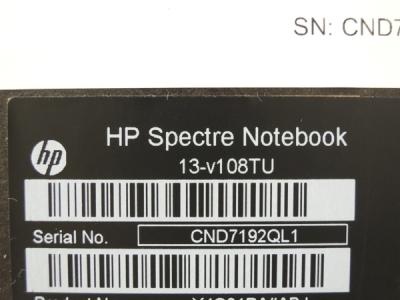 SN: CND7
hp
HP Spectre Notebook
13-v108TU
Serial No. CND7192QL1